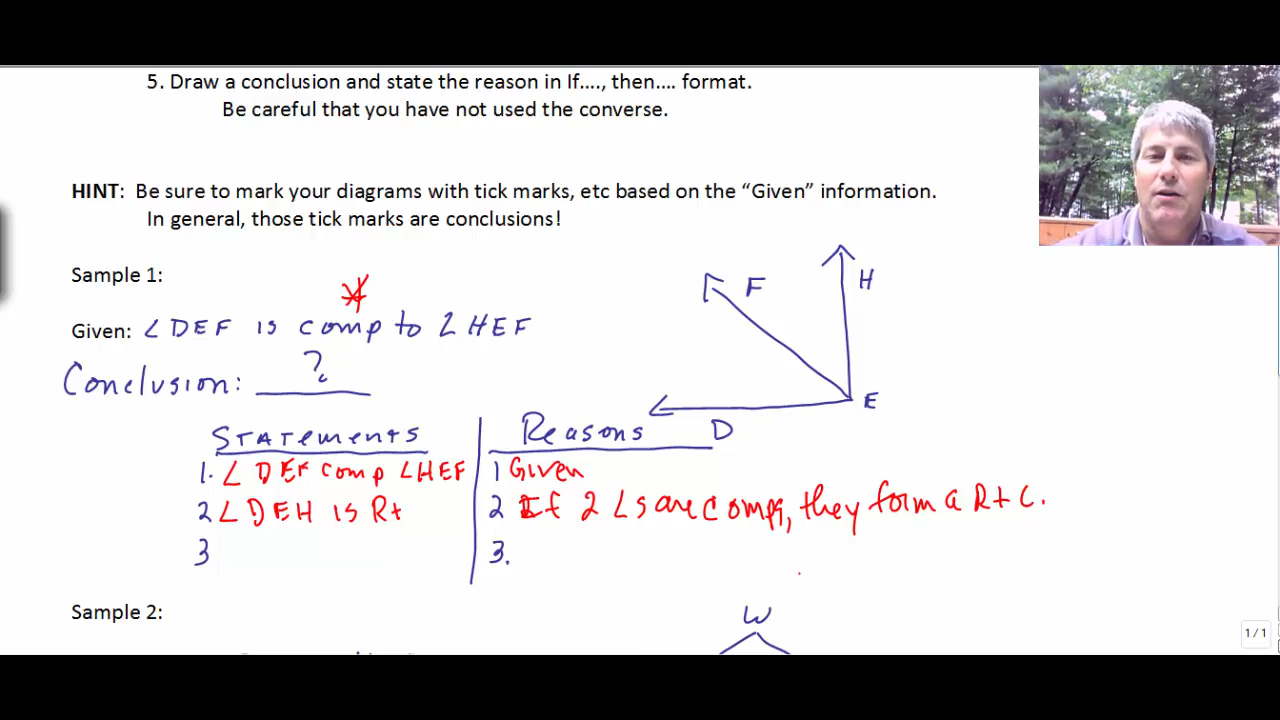 5. Draw a conclusion and state the reason in If...., then.... format.
Be careful that you have not used the converse.
HINT: Be sure to mark your diagrams with tick marks, etc based on the “Given” information.
In general, those tick marks are conclusions!
Sample 1:
Given: ∠DEF is comp to ∠HEF
Conclusion: ?
F
H
E
D
Statements
Reasons
1. ∠DEF comp ∠HEF
1 Given
2 ∠DEH is Rt
2 If 2 ∠s are comp, they form a Rt ∠.
3
3.
Sample 2:
W
1 / 1